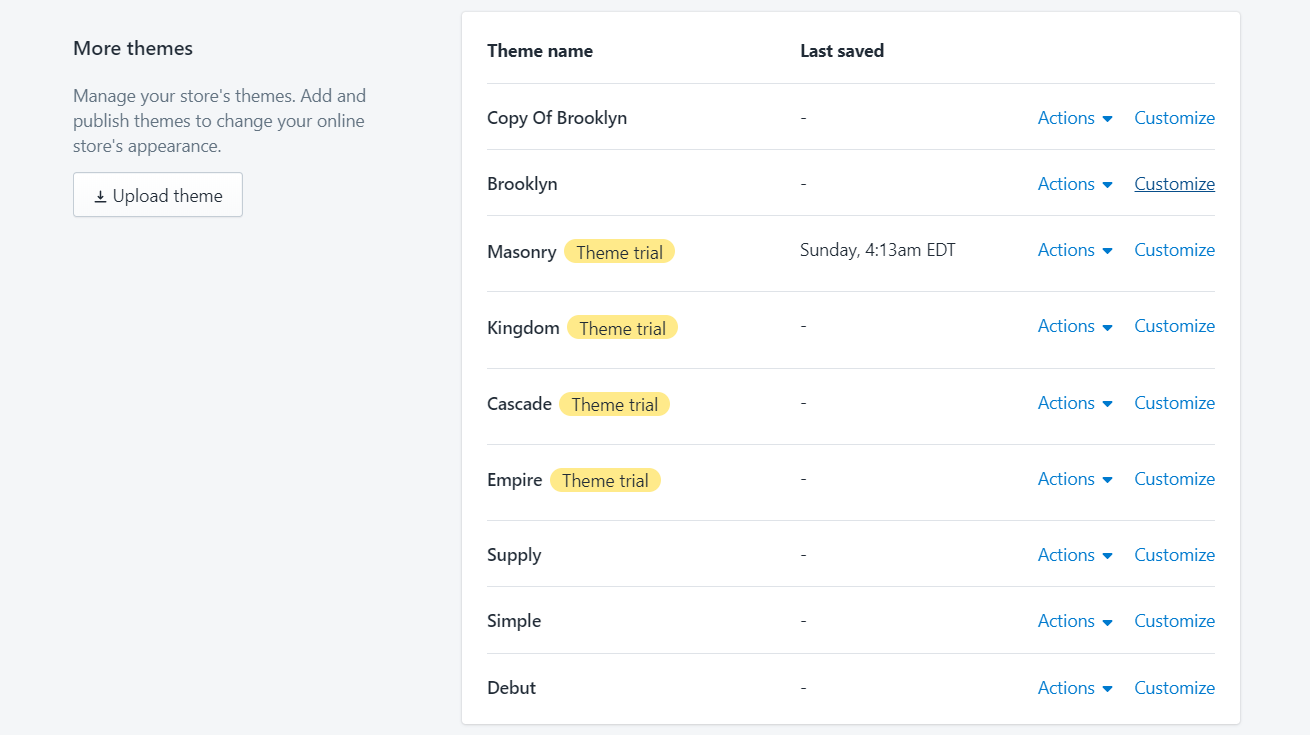 More themes
Manage your store's themes. Add and
publish themes to change your online
store's appearance.
Upload theme
Theme name Last saved
Copy Of Brooklyn - Actions Customize
Brooklyn - Actions Customize
Masonry Theme trial Sunday, 4:13am EDT Actions Customize
Kingdom Theme trial - Actions Customize
Cascade Theme trial - Actions Customize
Empire Theme trial - Actions Customize
Supply - Actions Customize
Simple - Actions Customize
Debut - Actions Customize